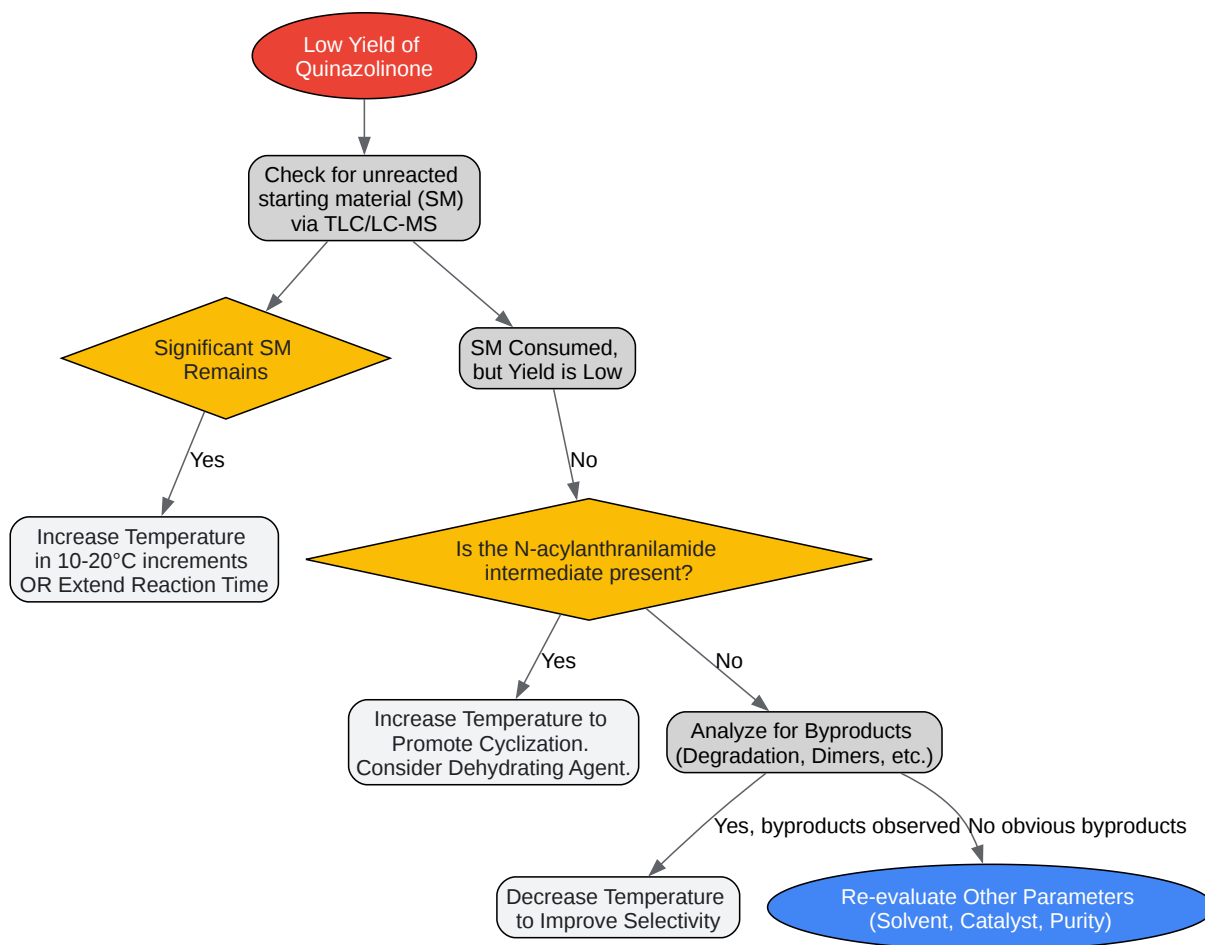 Low Yield of
Quinazolinone
Check for unreacted
starting material (SM)
via TLC/LC-MS
Significant SM
Remains
SM Consumed,
but Yield is Low
Yes
No
Increase Temperature
in 10-20°C increments
OR Extend Reaction Time
Is the N-acylanthranilamide
intermediate present?
Yes
No
Increase Temperature to
Promote Cyclization.
Consider Dehydrating Agent.
Analyze for Byproducts
(Degradation, Dimers, etc.)
Yes, byproducts observed
No obvious byproducts
Decrease Temperature
to Improve Selectivity
Re-evaluate Other Parameters
(Solvent, Catalyst, Purity)